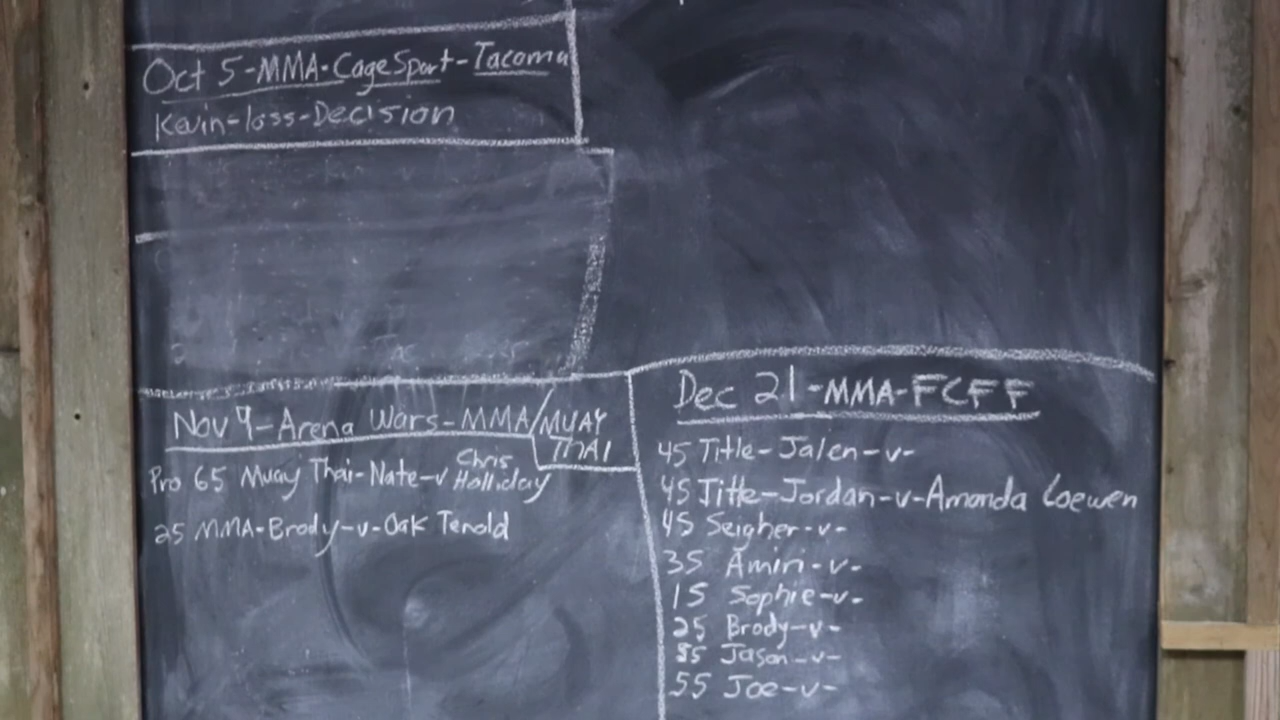 Oct 5-MMA-CageSport-Tacoma
Kevin-loss-Decision
Nov 9-Arena Wars-MMA/MUAY
THAI
Pro 65 Muay Thai-Nate-v Chris
Holliday
25 MMA-Brody-v-Oak Tenold
Dec 21-MMA-FCFF
45 Title-Jalen-v-
45 Title-Jordan-v-Amanda Loewen
45 Seigher-v-
35 Amiri-v-
15 Sophie-v-
25 Brody-v-
Jason-v-
55 Joe-v-